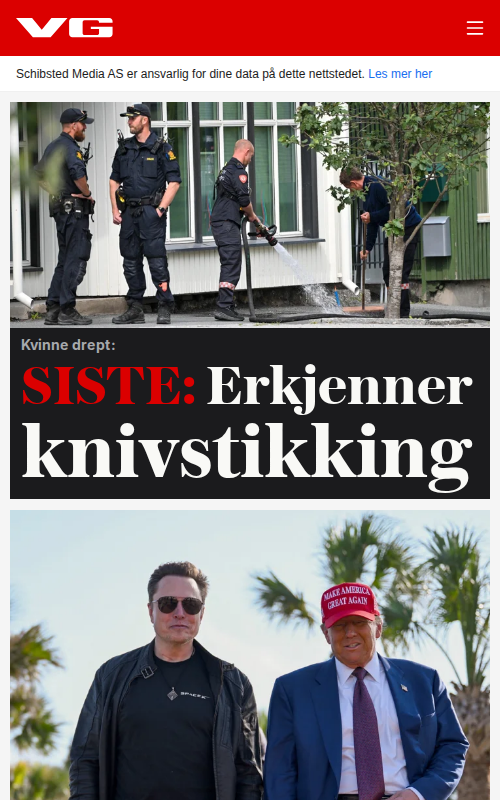 VG
Schibsted Media AS er ansvarlig for dine data på dette nettstedet. Les mer her
Kvinne drept:
SISTE: Erkjenner
knivstikking
MAKE AMERICA
GREAT AGAIN
SPACEX